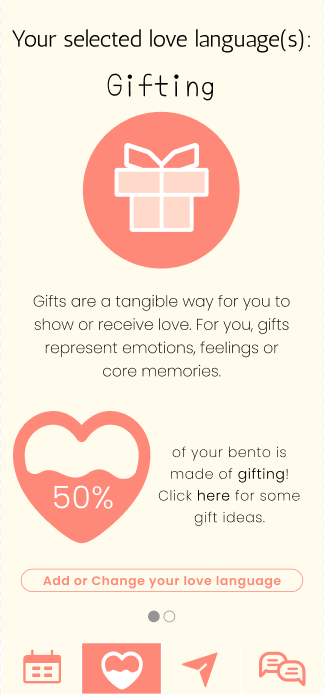 Your selected love language(s):
Gifting
Gifts are a tangible way for you to
show or receive love. For you, gifts
represent emotions, feelings or
core memories.
50%
of your bento is
made of gifting!
Click here for some
gift ideas.
Add or Change your love language